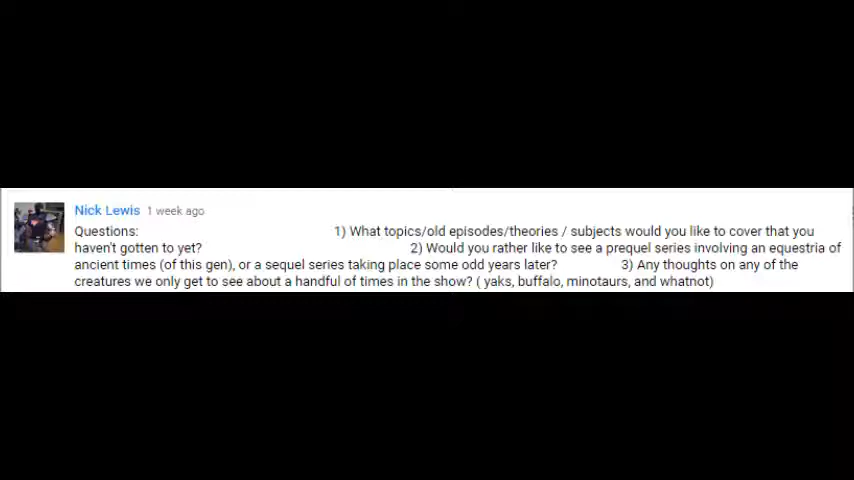 Nick Lewis 1 week ago
Questions: 1) What topics/old episodes/theories / subjects would you like to cover that you
haven't gotten to yet? 2) Would you rather like to see a prequel series involving an equestria of
ancient times (of this gen), or a sequel series taking place some odd years later? 3) Any thoughts on any of the
creatures we only get to see about a handful of times in the show? ( yaks, buffalo, minotaurs, and whatnot)